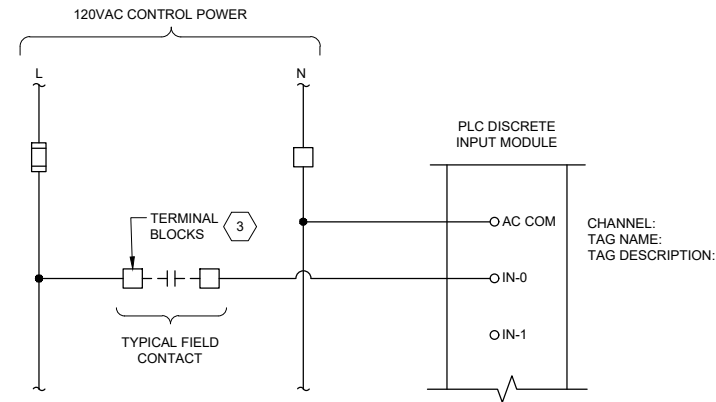 120VAC CONTROL POWER
L
N
PLC DISCRETE
INPUT MODULE
TERMINAL
BLOCKS
3
AC COM
CHANNEL:
TAG NAME:
TAG DESCRIPTION:
IN-0
IN-1
TYPICAL FIELD
CONTACT